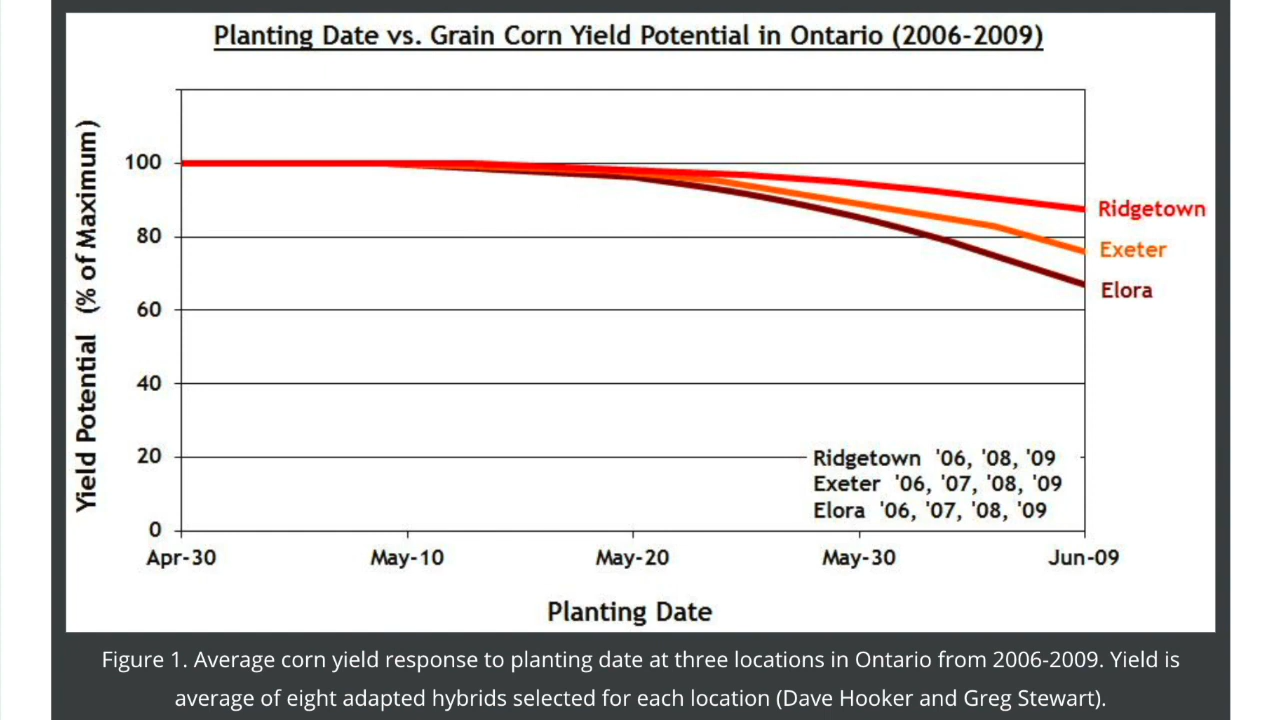 Planting Date vs. Grain Corn Yield Potential in Ontario (2006-2009)
Yield Potential (% of Maximum)
100
80
60
40
20
0
Ridgetown
Exeter
Elora
Ridgetown '06, '08, '09
Exeter '06, '07, '08, '09
Elora '06, '07, '08, '09
Apr-30 May-10 May-20 May-30 Jun-09
Planting Date
Figure 1. Average corn yield response to planting date at three locations in Ontario from 2006-2009. Yield is
average of eight adapted hybrids selected for each location (Dave Hooker and Greg Stewart).